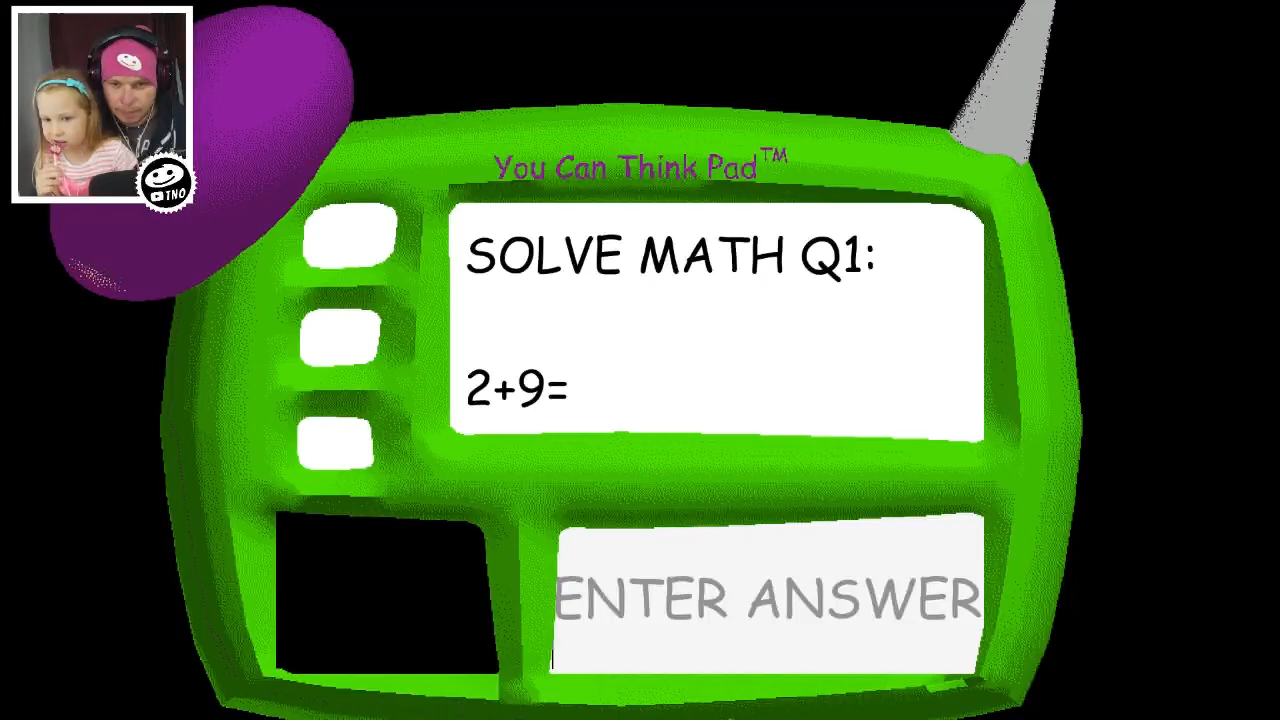 You Can Think Pad™
SOLVE MATH Q1:
2+9=
ENTER ANSWER
TNO